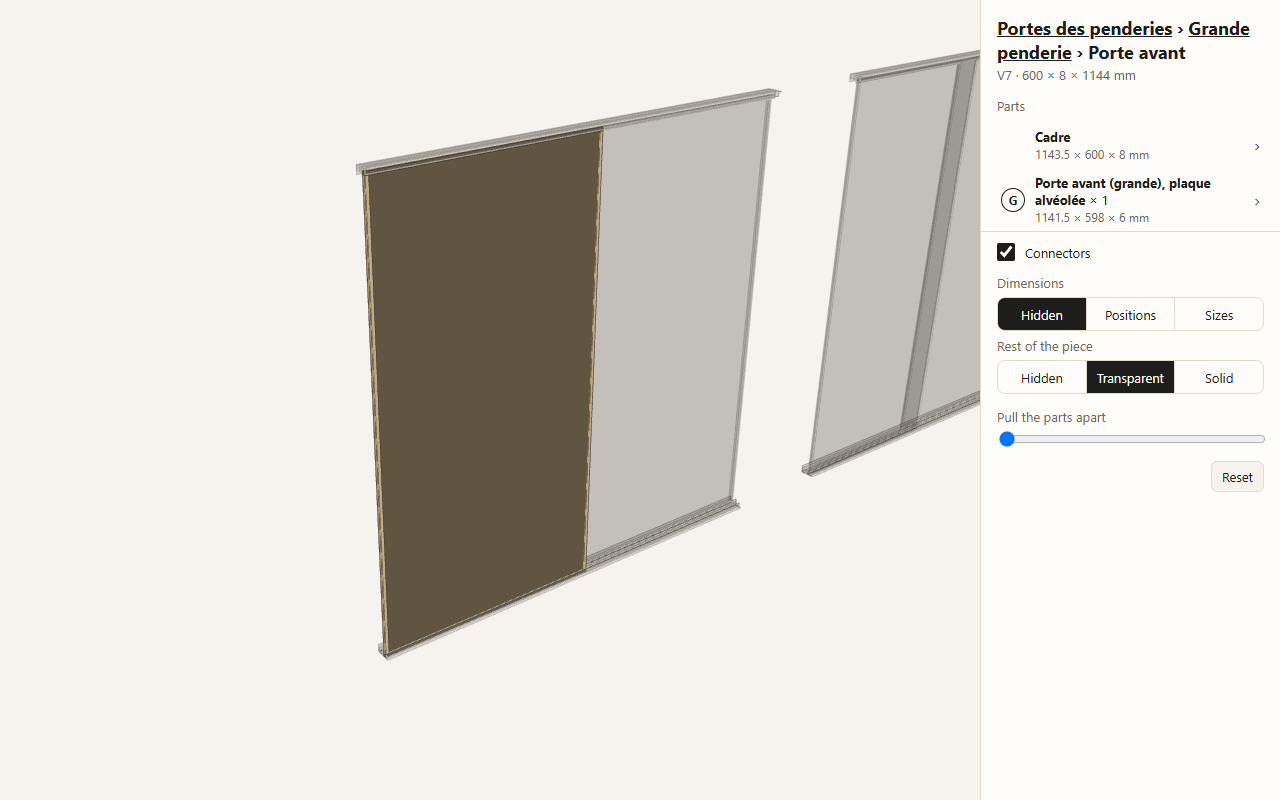 Portes des penderies › Grande
penderie › Porte avant
V7 · 600 × 8 × 1144 mm
Parts
Cadre
1143.5 × 600 × 8 mm
›
G
Porte avant (grande), plaque
alvéolée × 1
1141.5 × 598 × 6 mm
›
Connectors
Dimensions
Hidden
Positions
Sizes
Rest of the piece
Hidden
Transparent
Solid
Pull the parts apart
Reset